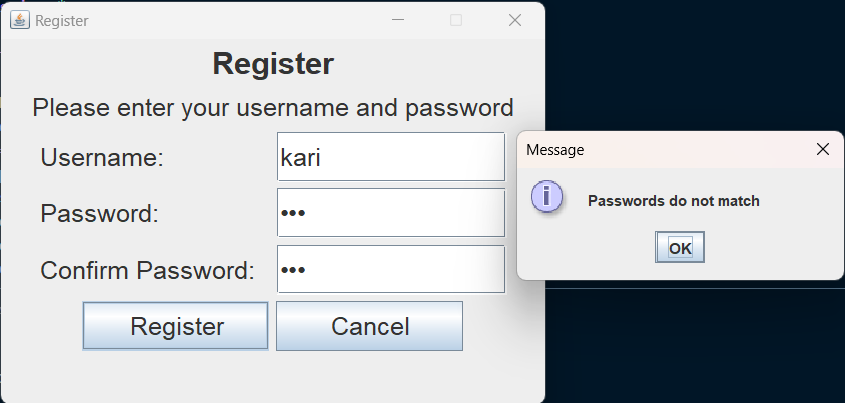 Register
Register
Please enter your username and password
Username:
kari
Password:
•••
Confirm Password:
•••
Register
Cancel
Message
i
Passwords do not match
OK